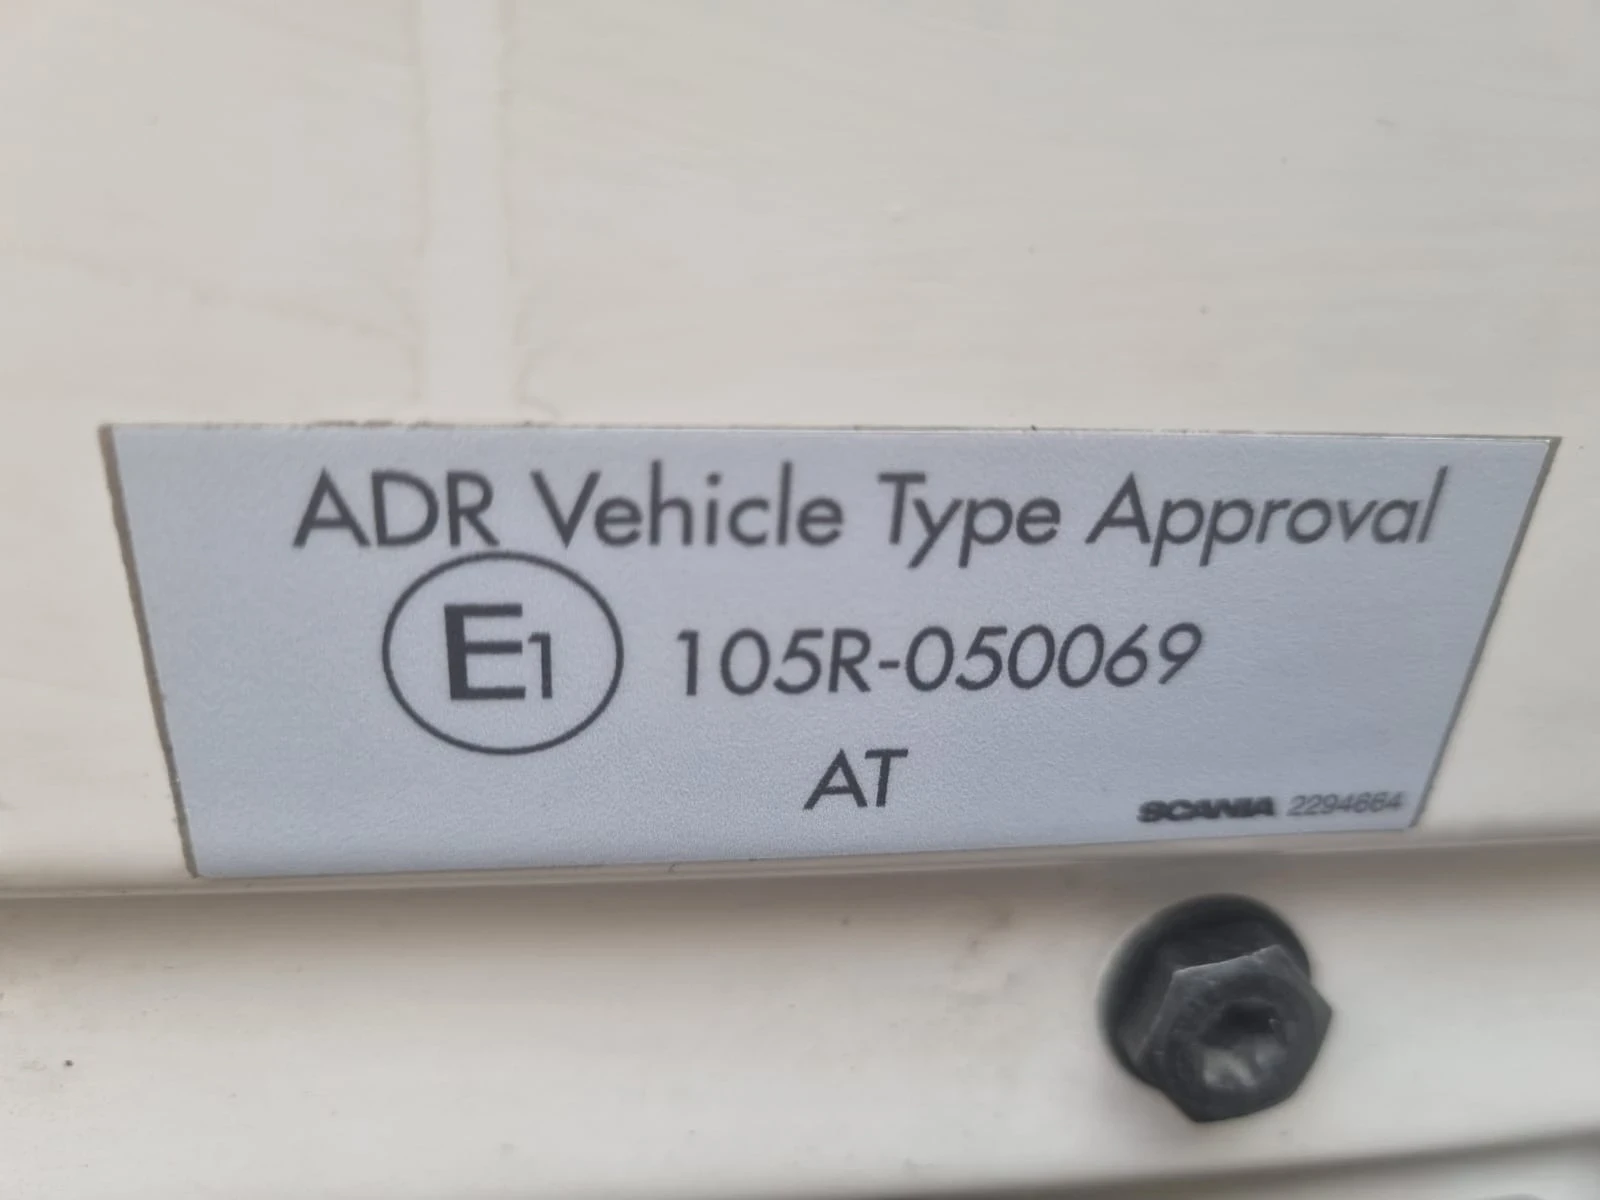 ADR Vehicle Type Approval
E1 105R-050069
AT
SCANIA 2294664